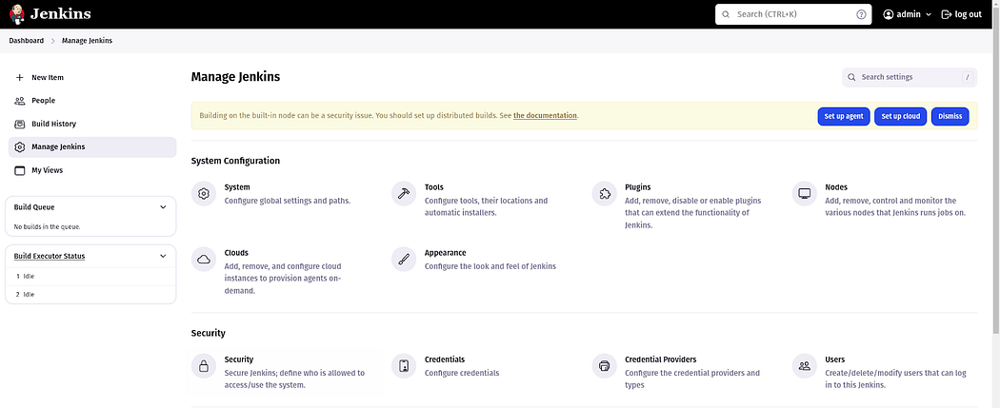 Jenkins
Search (CTRL+K)
?
admin
log out
Dashboard
Manage Jenkins
New Item
People
Build History
Manage Jenkins
My Views
Build Queue
No builds in the queue.
Build Executor Status
1 Idle
2 Idle
Manage Jenkins
Search settings
/
Building on the built-in node can be a security issue. You should set up distributed builds. See the documentation.
Set up agent
Set up cloud
Dismiss
System Configuration
System
Configure global settings and paths.
Tools
Configure tools, their locations and
automatic installers.
Plugins
Add, remove, disable or enable plugins
that can extend the functionality of
Jenkins.
Nodes
Add, remove, control and monitor the
various nodes that Jenkins runs jobs on.
Clouds
Add, remove, and configure cloud
instances to provision agents on-
demand.
Appearance
Configure the look and feel of Jenkins
Security
Security
Secure Jenkins; define who is allowed to
access/use the system.
Credentials
Configure credentials
Credential Providers
Configure the credential providers and
types
Users
Create/delete/modify users that can log
in to this Jenkins.